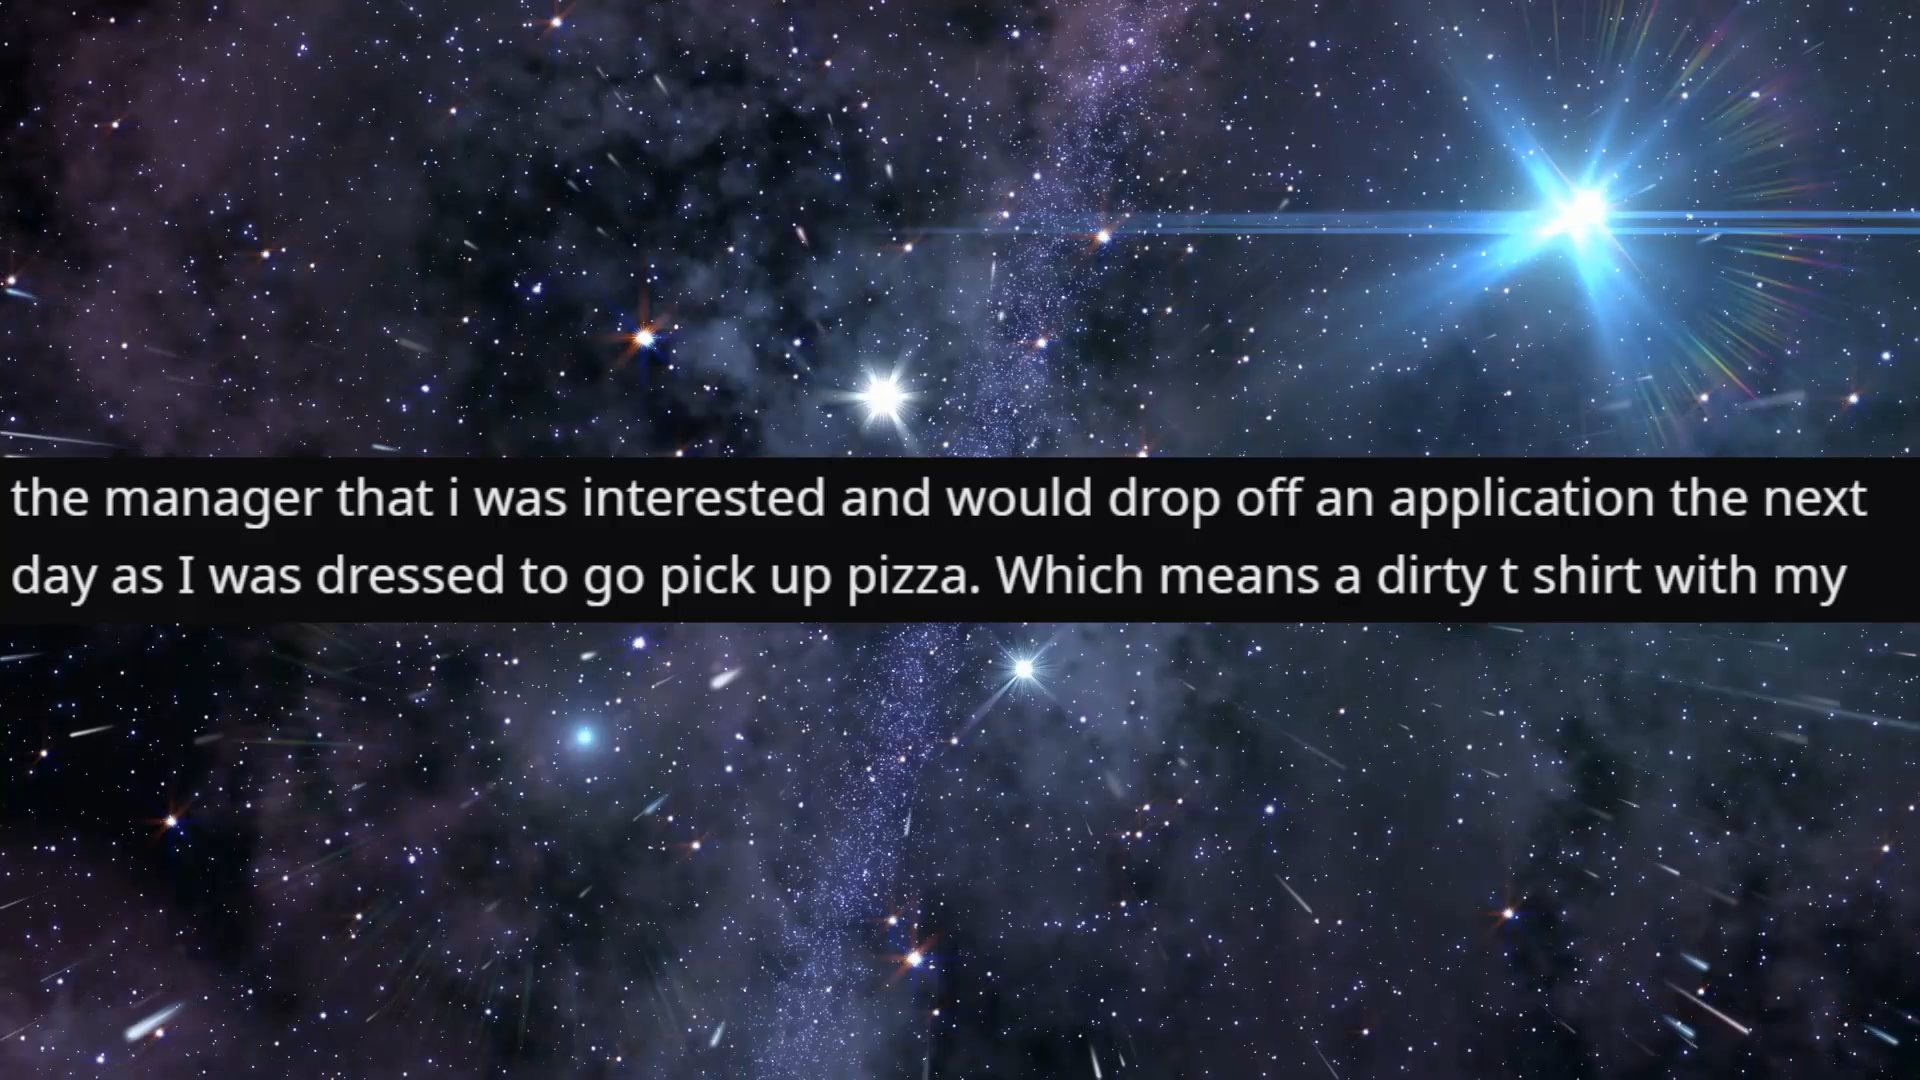 the manager that i was interested and would drop off an application the next
day as I was dressed to go pick up pizza. Which means a dirty t shirt with my